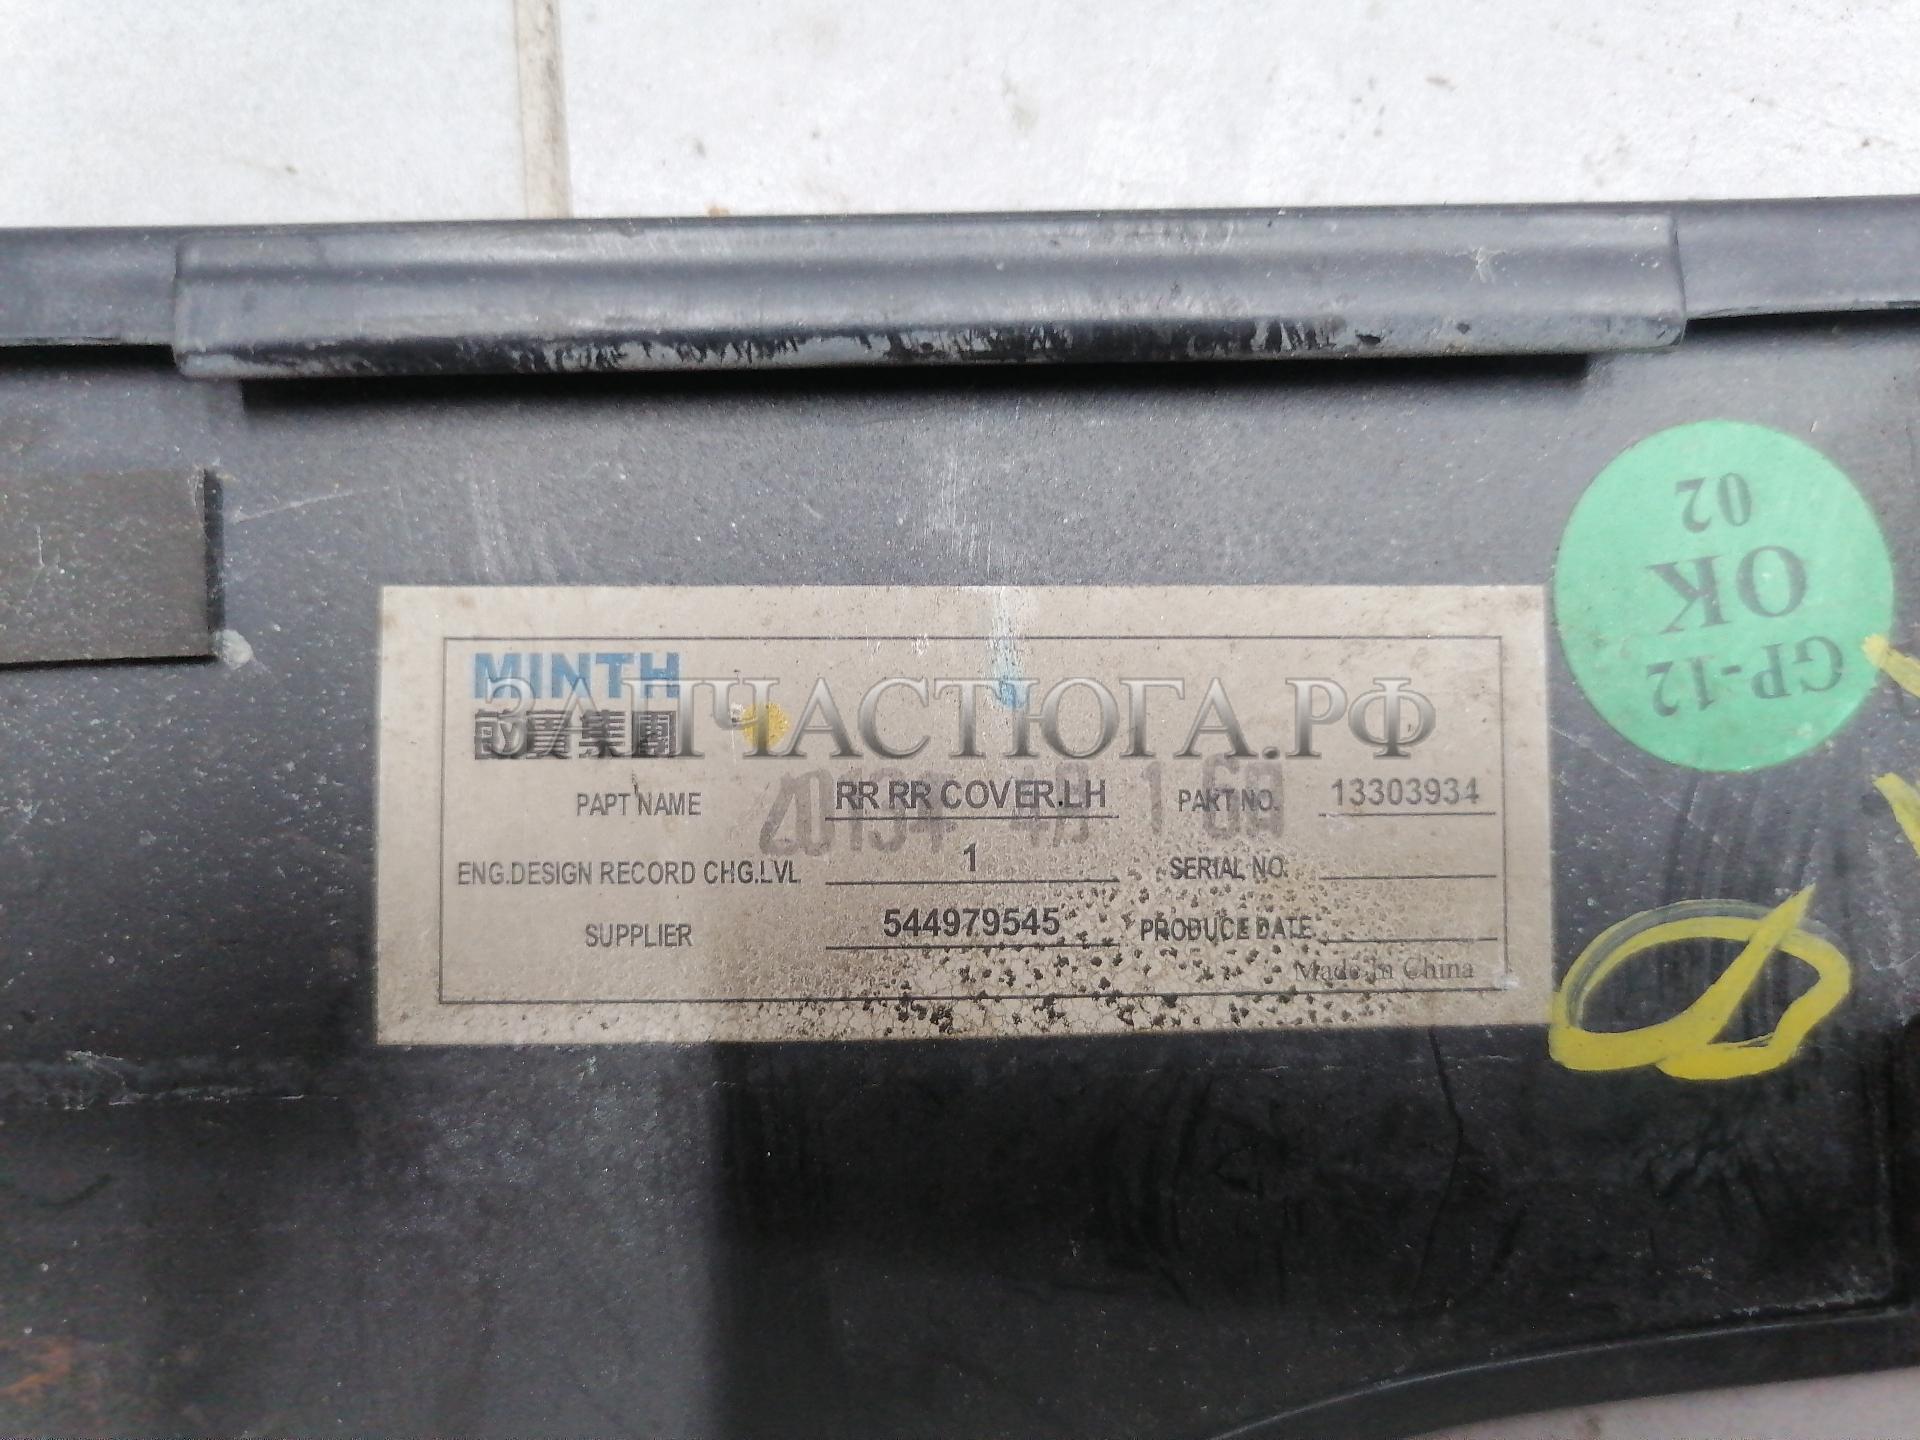 02
OK
GP-12
MINTH
敏實集團
ЗАПЧАСТЮГА.РФ
PAPT NAME RR RR COVER.LH PART NO. 13303934
ENG.DESIGN RECORD CHG.LVL 1 SERIAL NO.
SUPPLIER 544979545 PRODUCE DATE
Made In China